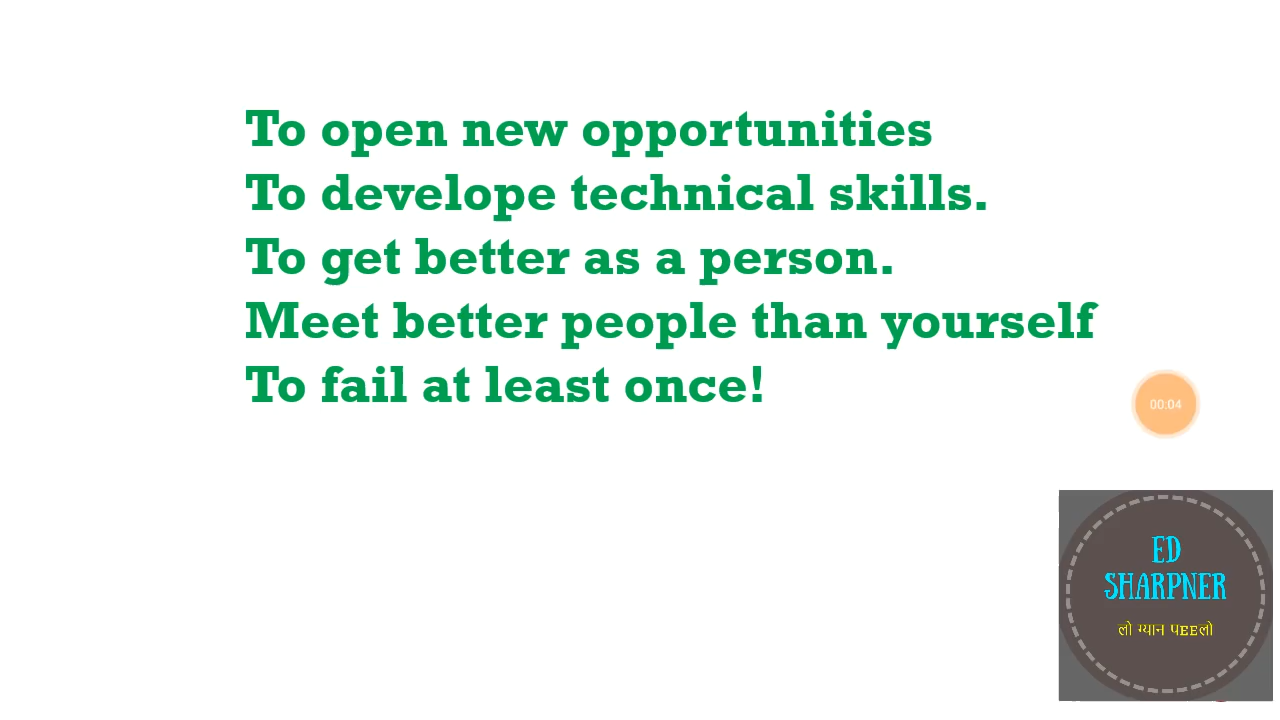 To open new opportunities
To develope technical skills.
To get better as a person.
Meet better people than yourself
To fail at least once!
00:04
ED
SHARPNER
लो ग्यान पEEलो